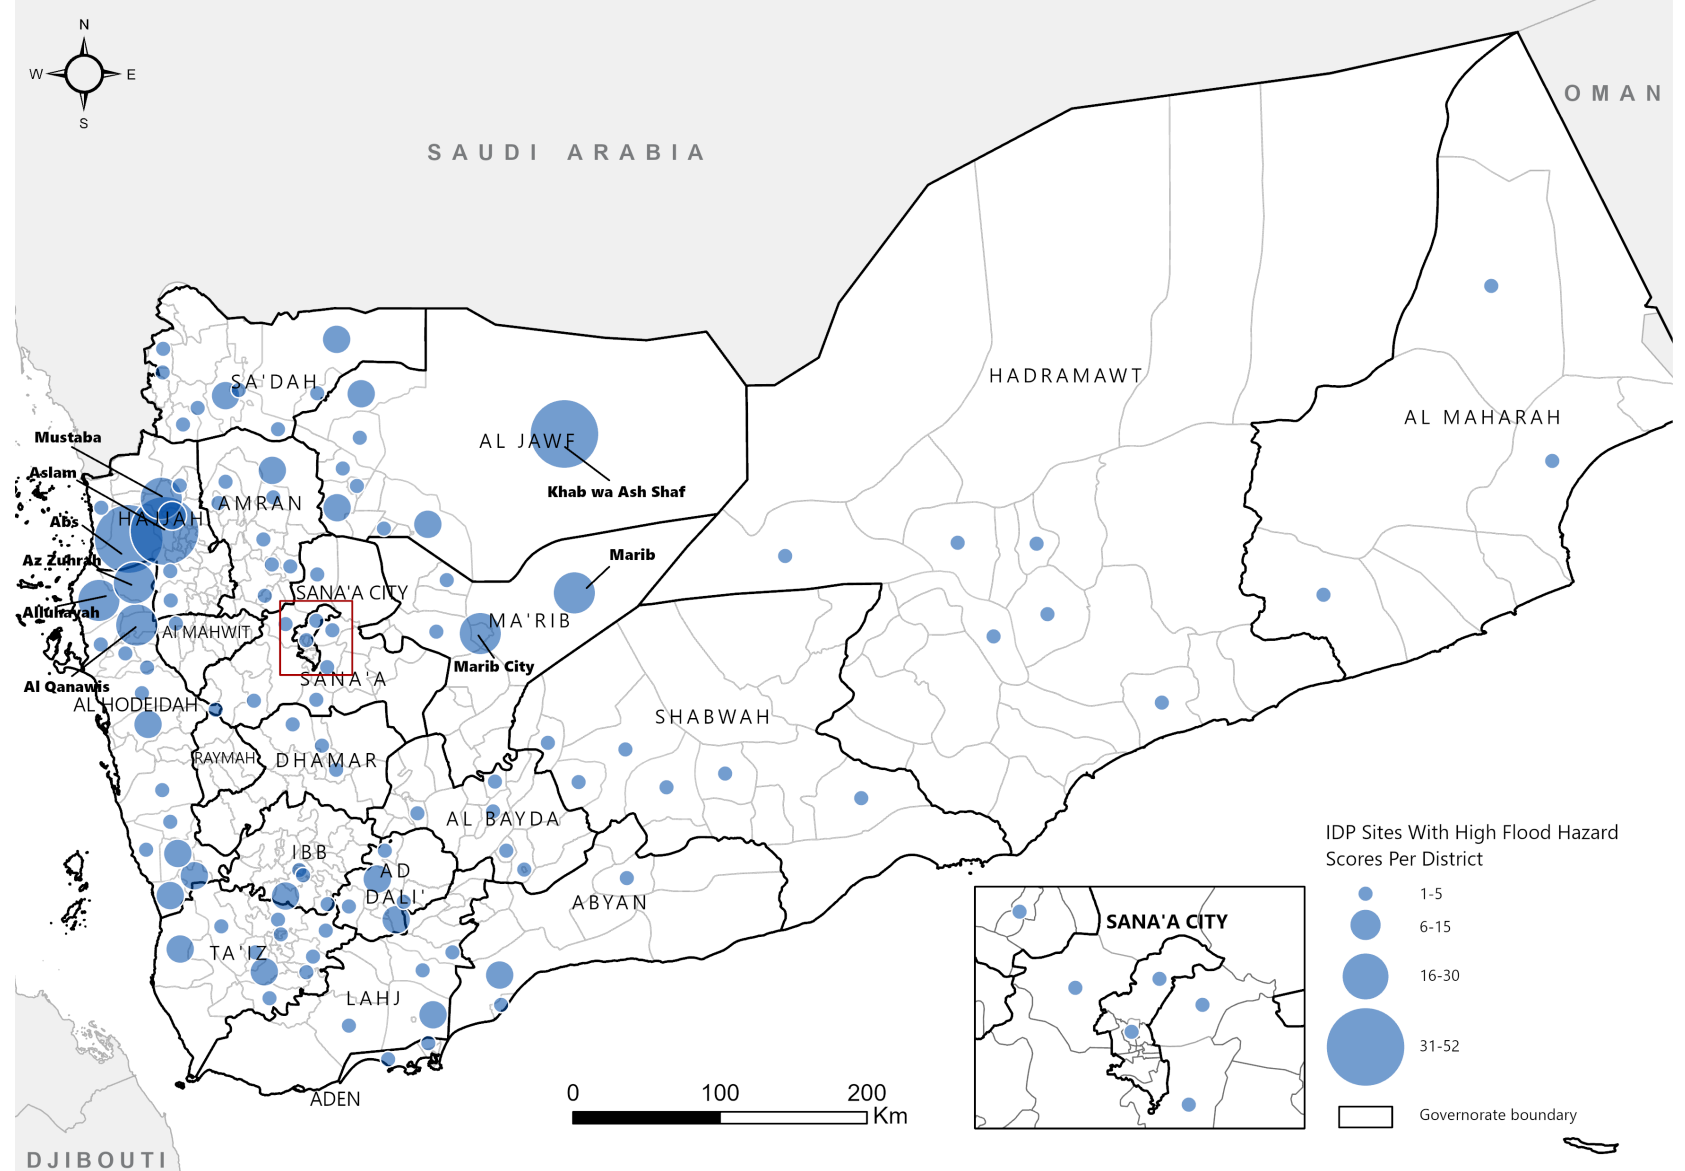 N
W
E
S
SAUDI ARABIA
OMAN
HADRAMAWT
SA'DAH
AL MAHARAH
Mustaba
AL JAWF
Aslam
Khab wa Ash Shaf
AMRAN
HAJJAH
Abs
Marib
Az Zuhrah
SANA'A CITY
Alluhayah
MA'RIB
Al MAHWIT
Marib City
SANA'A
Al Qanawis
AL HODEIDAH
SHABWAH
RAYMAH
DHAMAR
AL BAYDA
IBB
AD
DALI'
ABYAN
TA'IZ
LAHJ
ADEN
0
100
200
Km
DJIBOUTI
SANA'A CITY
IDP Sites With High Flood Hazard
Scores Per District
1-5
6-15
16-30
31-52
Governorate boundary